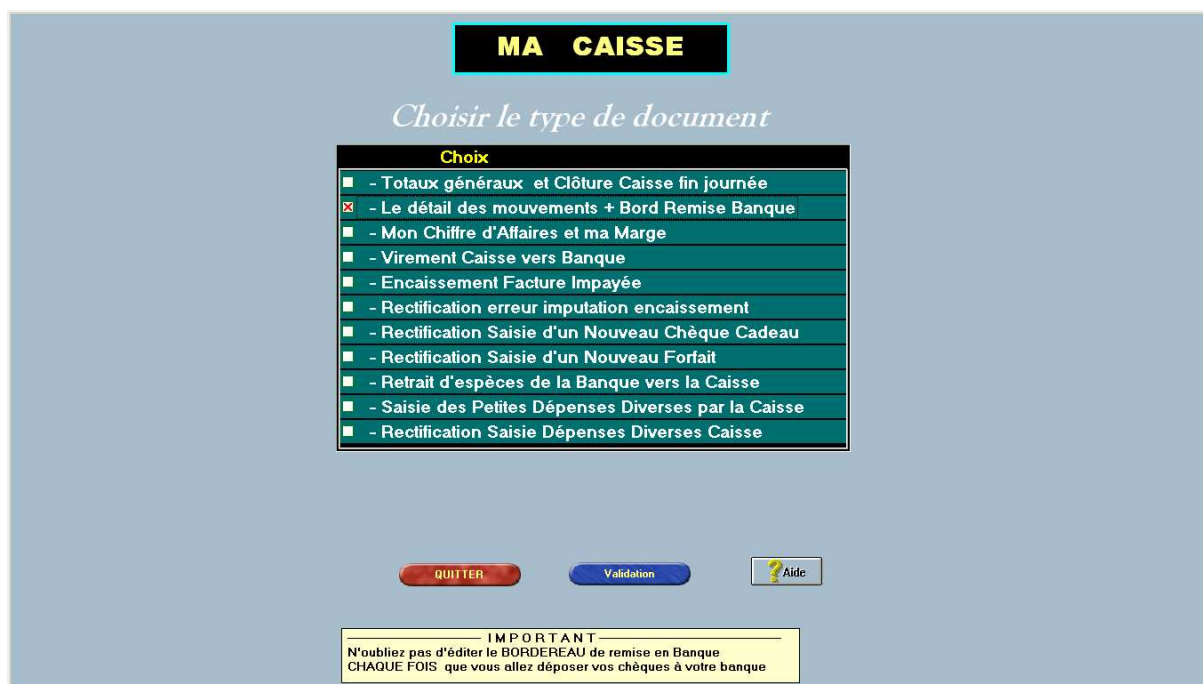 MA CAISSE
Choisir le type de document
Choix
- Totaux généraux et Clôture Caisse fin journée
- Le détail des mouvements + Bord Remise Banque
- Mon Chiffre d'Affaires et ma Marge
- Virement Caisse vers Banque
- Encaissement Facture Impayée
- Rectification erreur imputation encaissement
- Rectification Saisie d'un Nouveau Chèque Cadeau
- Rectification Saisie d'un Nouveau Forfait
- Retrait d'espèces de la Banque vers la Caisse
- Saisie des Petites Dépenses Diverses par la Caisse
- Rectification Saisie Dépenses Diverses Caisse
QUITTER Validation Aide
IMPORTANT
N'oubliez pas d'éditer le BORDEREAU de remise en Banque
CHAQUE FOIS que vous allez déposer vos chèques à votre banque